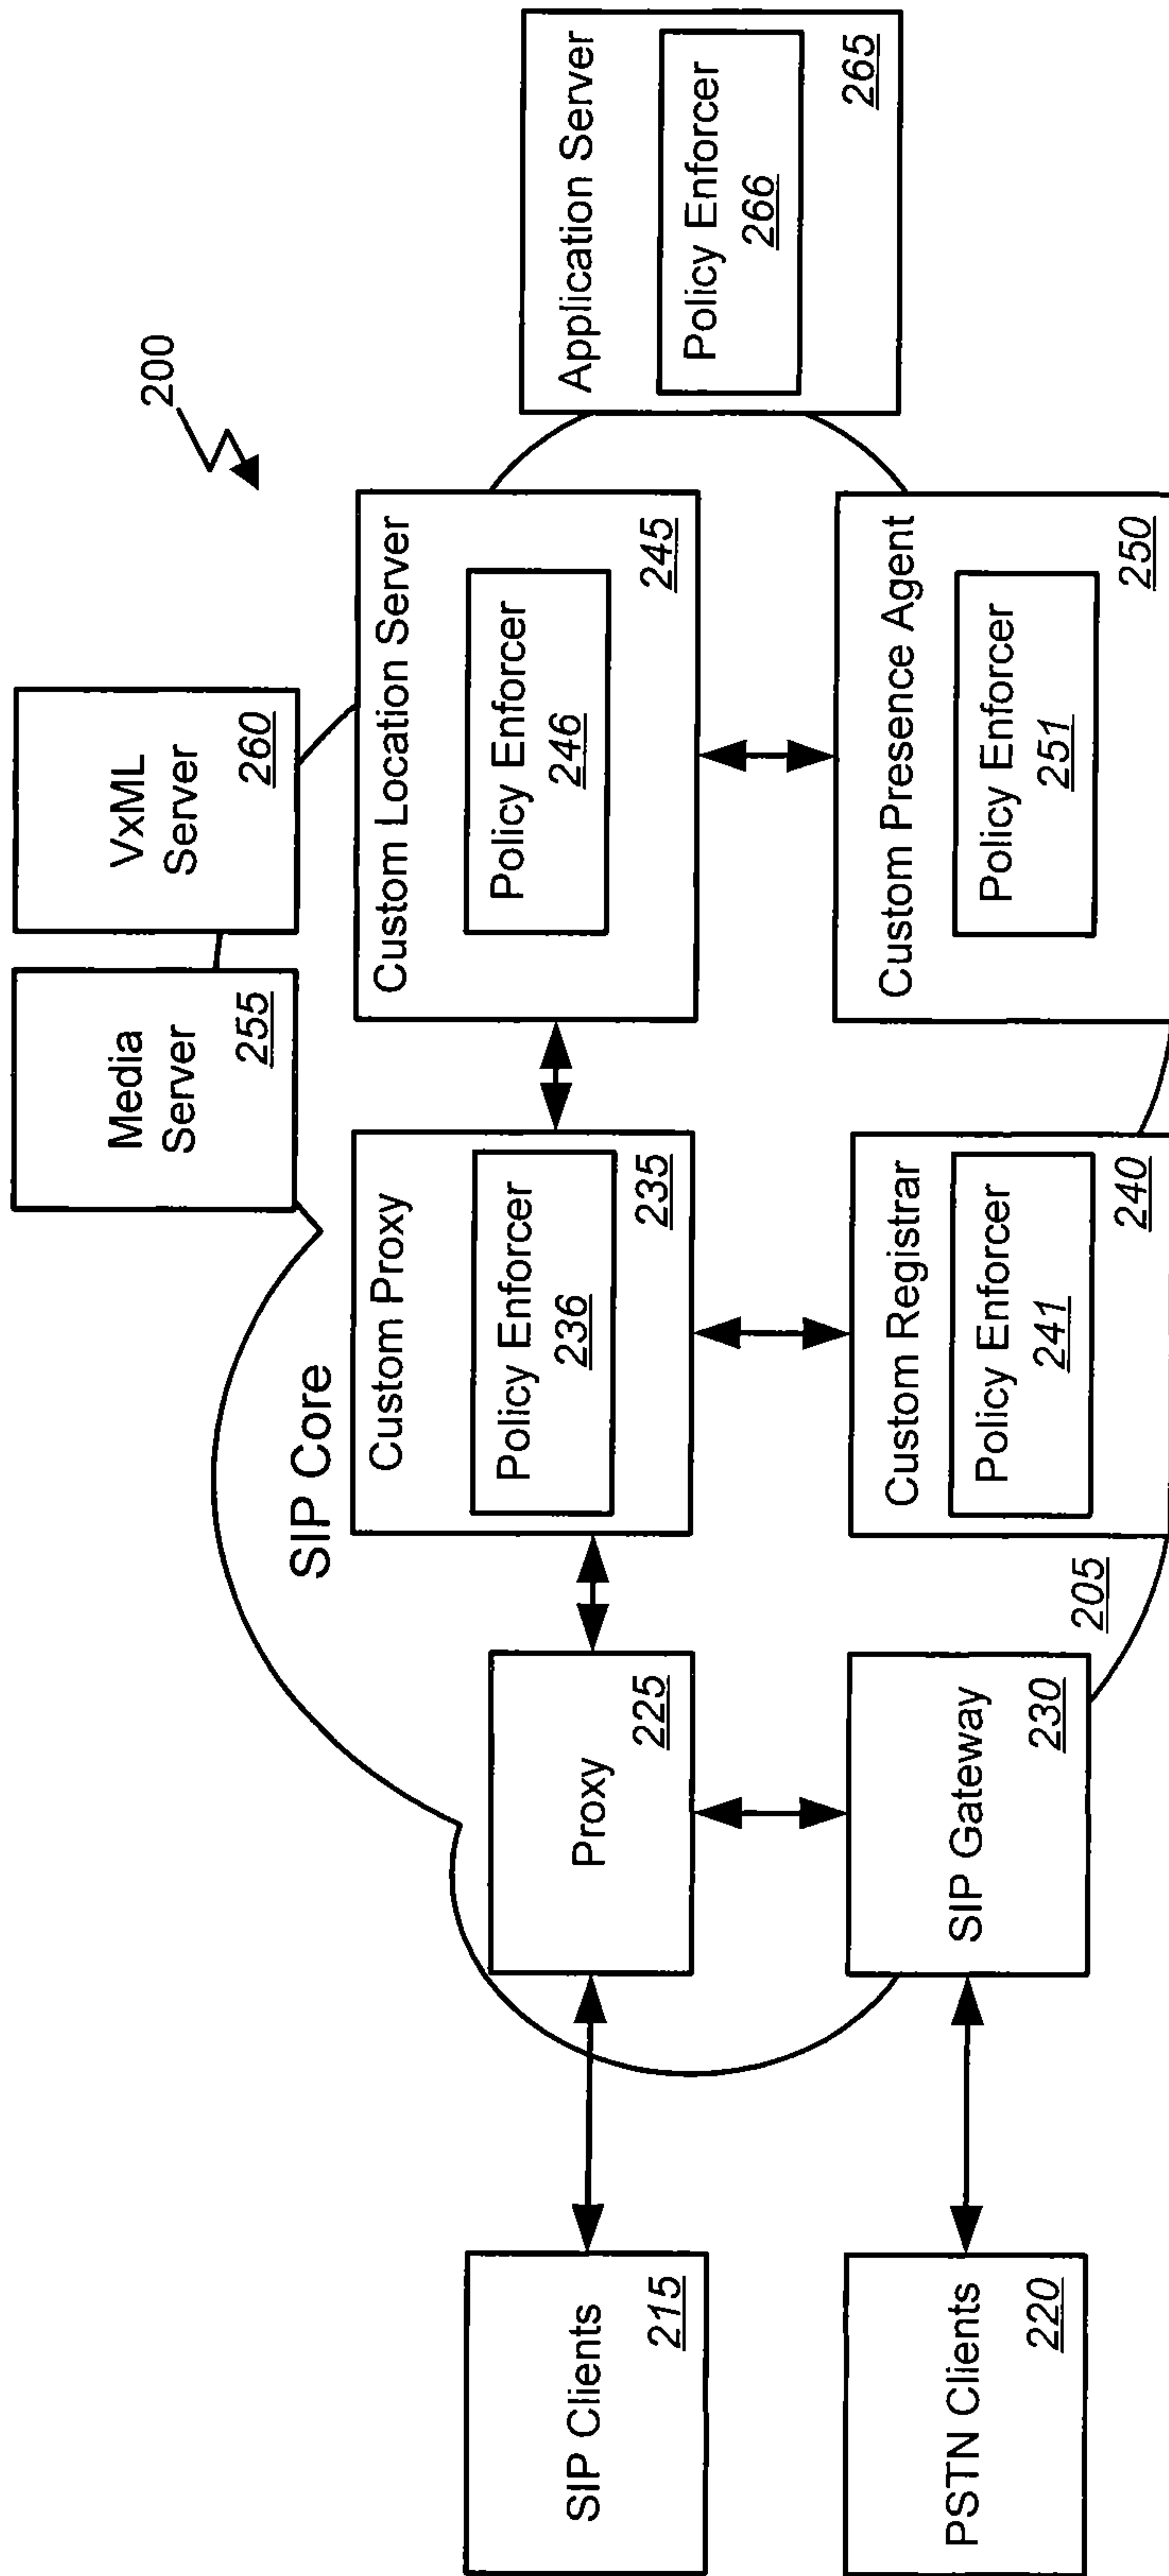 200
Media
Server
255
VxML
Server
260
SIP Core
SIP Clients
215
Proxy
225
Custom Proxy
Policy Enforcer
236
235
Custom Location Server
Policy Enforcer
246
245
Application Server
Policy Enforcer
266
265
PSTN Clients
220
SIP Gateway
230
205
Custom Registrar
Policy Enforcer
241
240
Custom Presence Agent
Policy Enforcer
251
250